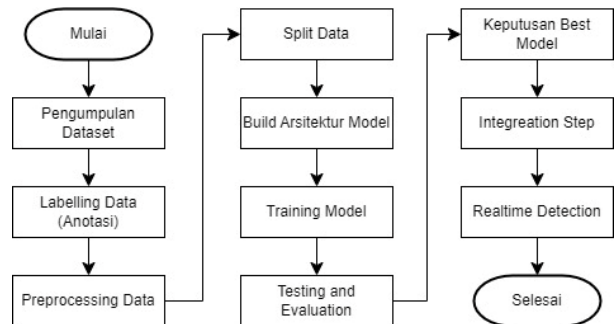 Mulai
Pengumpulan
Dataset
Labelling Data
(Anotasi)
Preprocessing Data
Split Data
Build Arsitektur Model
Training Model
Testing and
Evaluation
Keputusan Best
Model
Integreation Step
Realtime Detection
Selesai